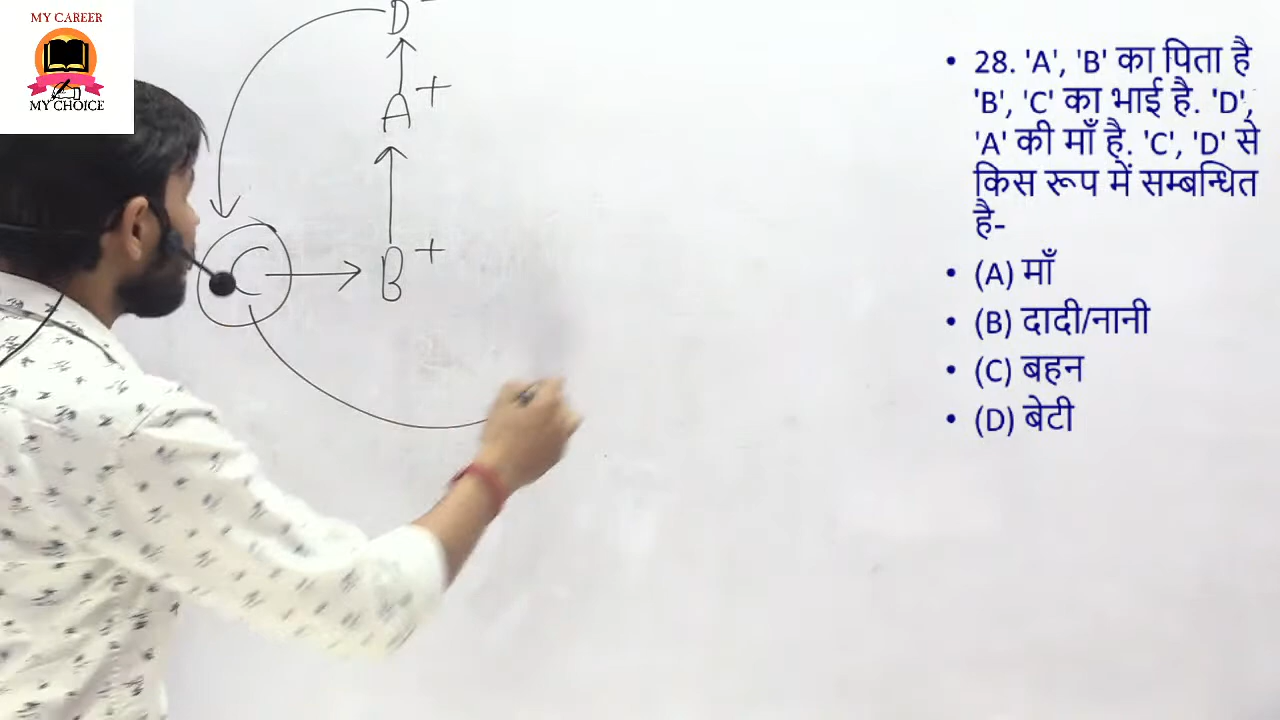 MY CAREER
MY CHOICE
D -
A +
C B +
• 28. 'A', 'B' का पिता है
'B', 'C' का भाई है. 'D',
'A' की माँ है. 'C', 'D' से
किस रूप में सम्बन्धित
है-
• (A) माँ
• (B) दादी/नानी
• (C) बहन
• (D) बेटी